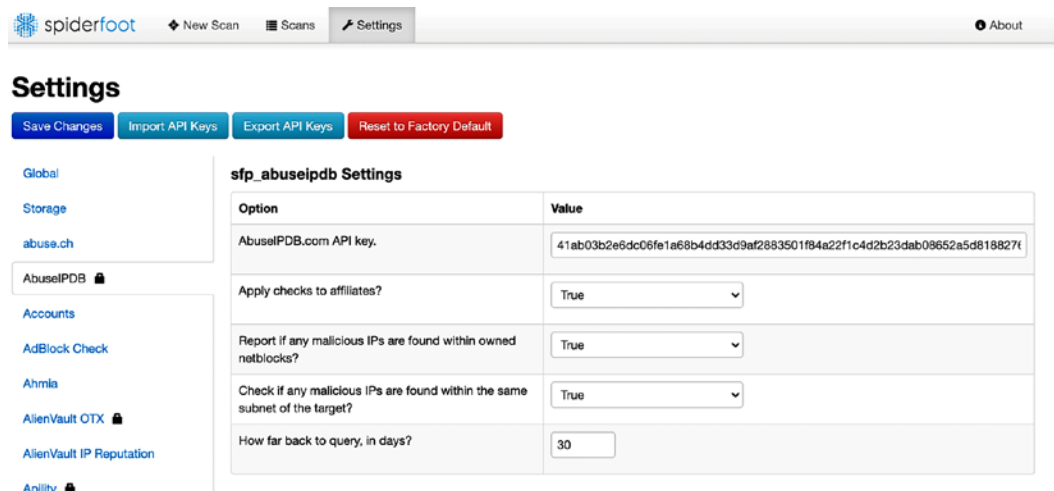 spiderfoot New Scan Scans Settings About
Settings
Save Changes Import API Keys Export API Keys Reset to Factory Default
Global
Storage
abuse.ch
AbuseIPDB
Accounts
AdBlock Check
Ahmia
AlienVault OTX
AlienVault IP Reputation
Apility
sfp_abuseipdb Settings
Option Value
AbuseIPDB.com API key. 41ab03b2e6dc06fe1a68b4dd33d9af2883501f84a22f1c4d2b23dab08652a5d8188276
Apply checks to affiliates? True
Report if any malicious IPs are found within owned
netblocks? True
Check if any malicious IPs are found within the same
subnet of the target? True
How far back to query, in days? 30